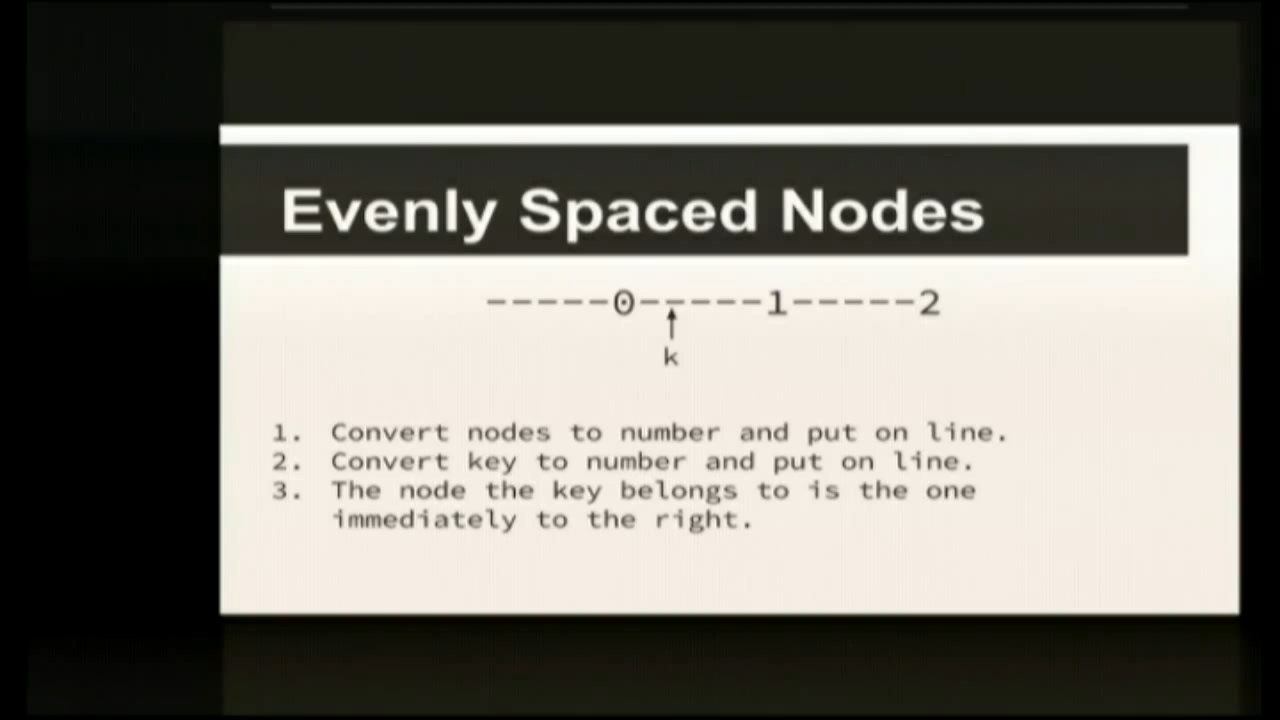 Evenly Spaced Nodes
-----0-----1-----2
k
1. Convert nodes to number and put on line.
2. Convert key to number and put on line.
3. The node the key belongs to is the one
immediately to the right.